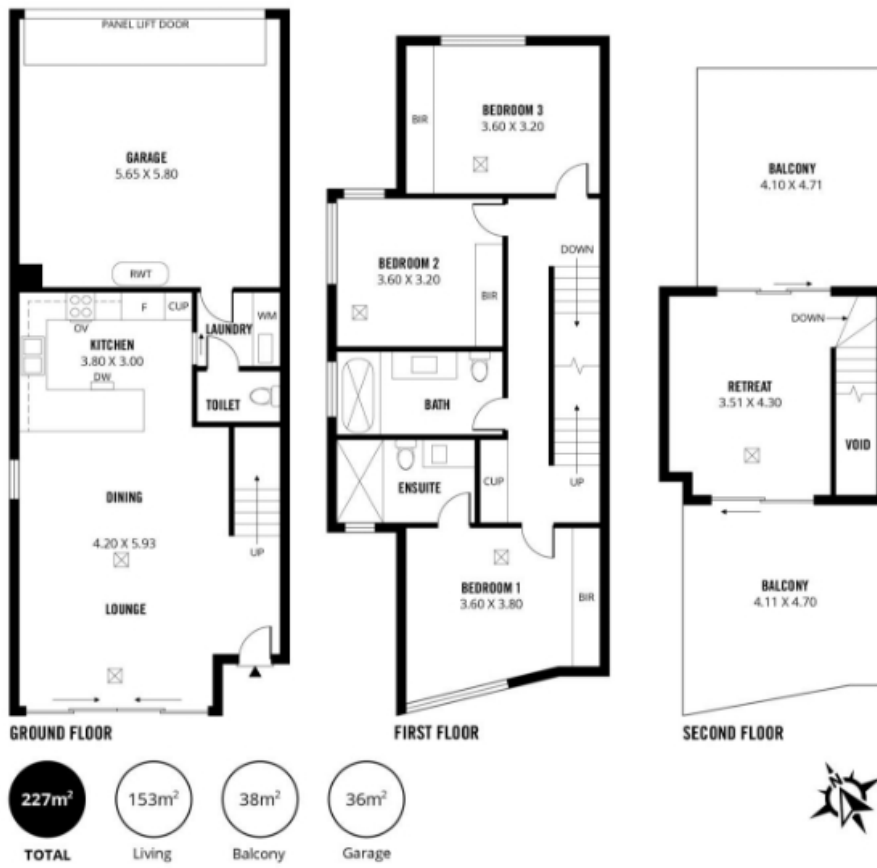 PANEL LIFT DOOR
GARAGE
5.65 X 5.80
RWT
OV
F
CUP
LAUNDRY
WM
KITCHEN
3.80 X 3.00
DW
TOILET
DINING
4.20 X 5.93
UP
LOUNGE
GROUND FLOOR
BEDROOM 3
3.60 X 3.20
BIR
BEDROOM 2
3.60 X 3.20
BIR
DOWN
BATH
ENSUITE
CUP
UP
BEDROOM 1
3.60 X 3.80
BIR
FIRST FLOOR
BALCONY
4.10 X 4.71
DOWN
RETREAT
3.51 X 4.30
VOID
BALCONY
4.11 X 4.70
SECOND FLOOR
227m²
TOTAL
153m²
Living
38m²
Balcony
36m²
Garage
N